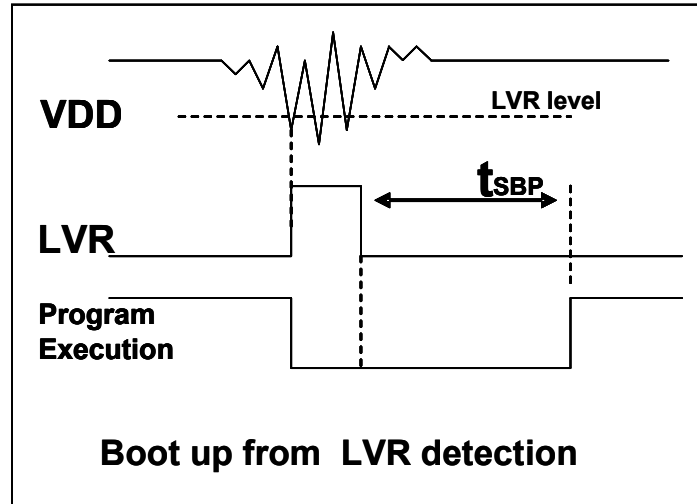 LVR level
VDD
tSBP
LVR
Program
Execution
Boot up from LVR detection